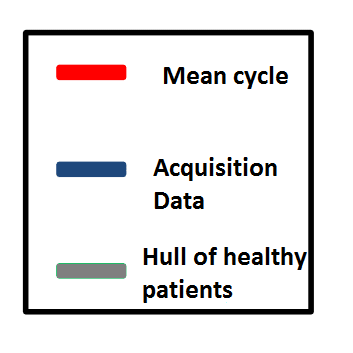 Mean cycle
Acquisition
Data
Hull of healthy
patients